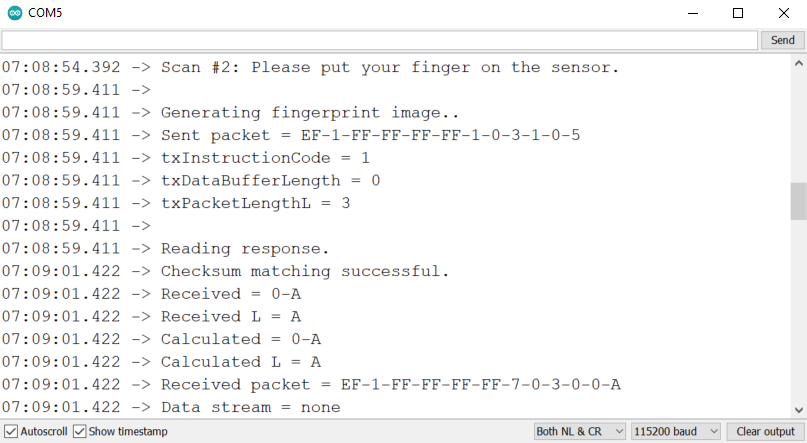 COM5
Send
07:08:54.392 -> Scan #2: Please put your finger on the sensor.
07:08:59.411 ->
07:08:59.411 -> Generating fingerprint image..
07:08:59.411 -> Sent packet = EF-1-FF-FF-FF-FF-1-0-3-1-0-5
07:08:59.411 -> txInstructionCode = 1
07:08:59.411 -> txDataBufferLength = 0
07:08:59.411 -> txPacketLengthL = 3
07:08:59.411 ->
07:08:59.411 -> Reading response.
07:09:01.422 -> Checksum matching successful.
07:09:01.422 -> Received = 0-A
07:09:01.422 -> Received L = A
07:09:01.422 -> Calculated = 0-A
07:09:01.422 -> Calculated L = A
07:09:01.422 -> Received packet = EF-1-FF-FF-FF-FF-7-0-3-0-0-A
07:09:01.422 -> Data stream = none
Autoscroll Show timestamp Both NL & CR 115200 baud Clear output